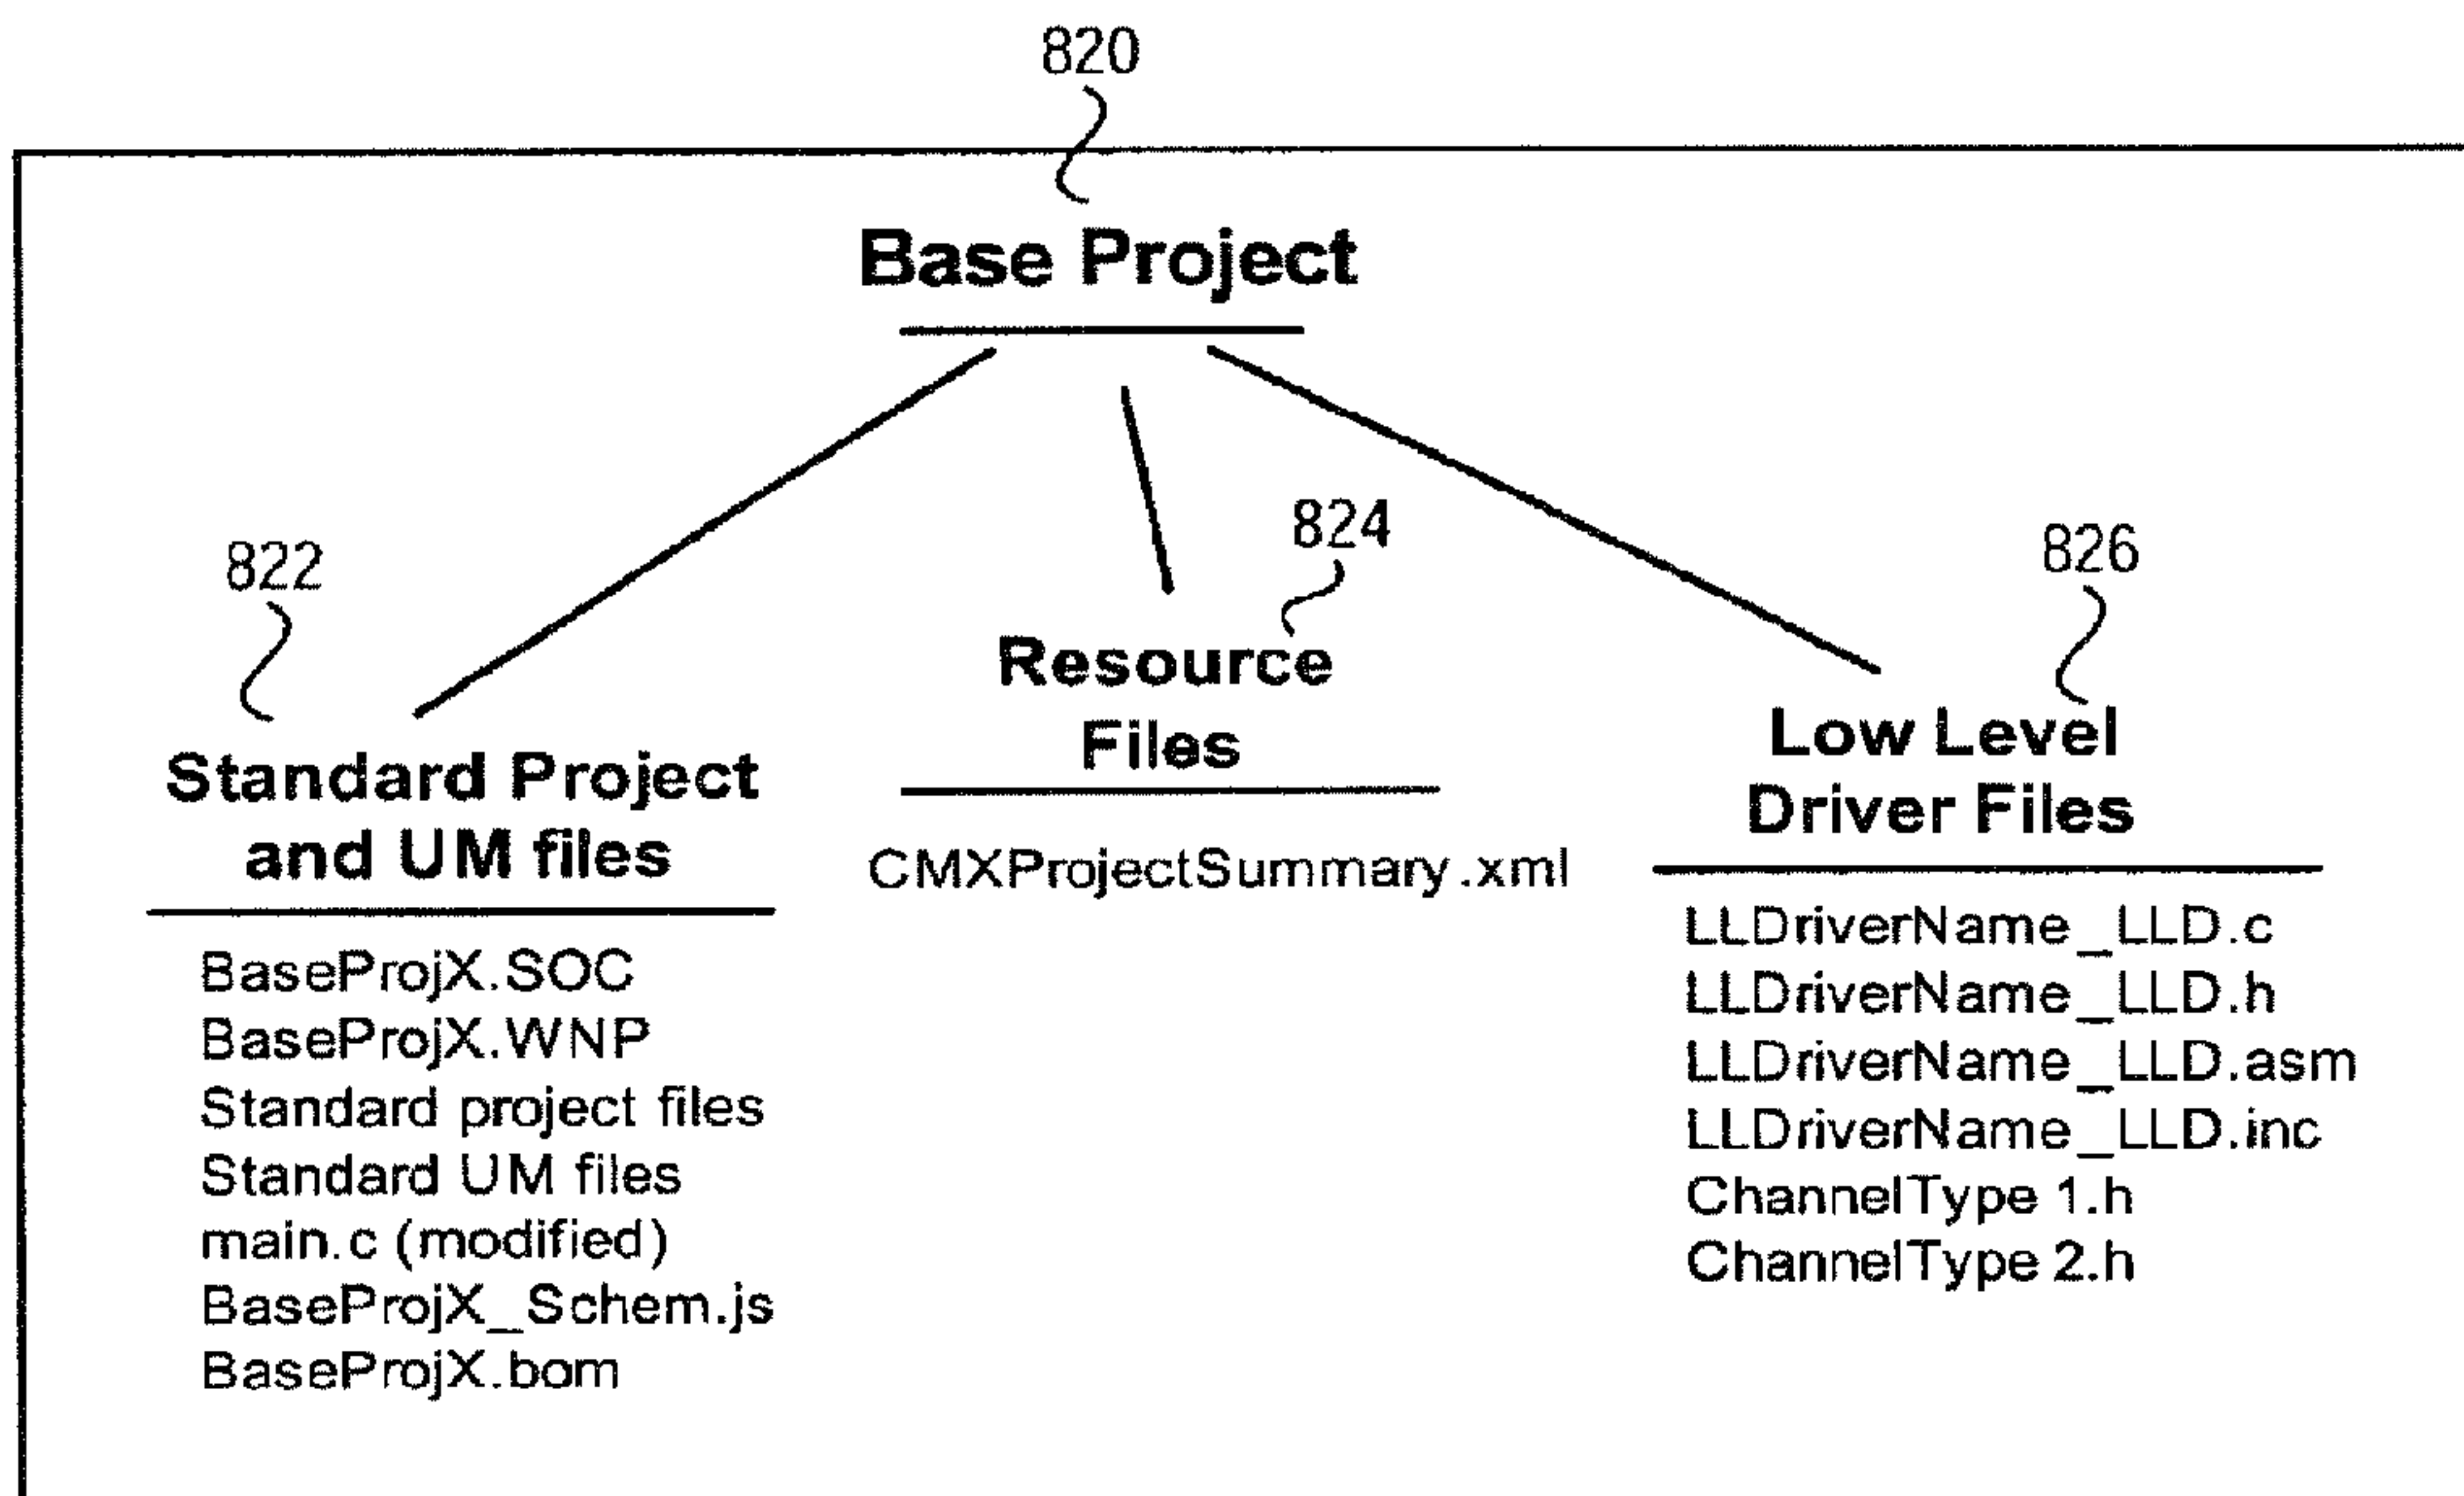 820
Base Project
822
Standard Project
and UM files
BaseProjX.SOC
BaseProjX.WNP
Standard project files
Standard UM files
main.c (modified)
BaseProjX_Schem.js
BaseProjX.bom
824
Resource
Files
CMXProjectSummary.xml
826
Low Level
Driver Files
LLDriverName_LLD.c
LLDriverName_LLD.h
LLDriverName_LLD.asm
LLDriverName_LLD.inc
ChannelType 1.h
ChannelType 2.h